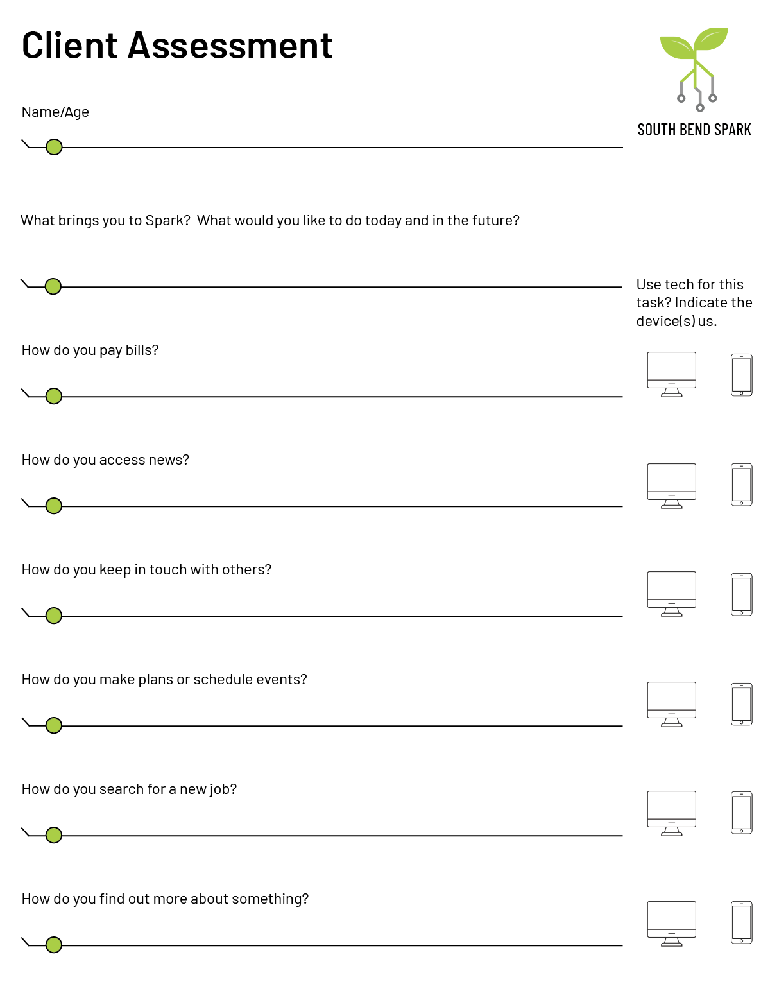 Client Assessment
SOUTH BEND SPARK
Name/Age
What brings you to Spark?  What would you like to do today and in the future?
Use tech for this
task? Indicate the
device(s) us.
How do you pay bills?
How do you access news?
How do you keep in touch with others?
How do you make plans or schedule events?
How do you search for a new job?
How do you find out more about something?